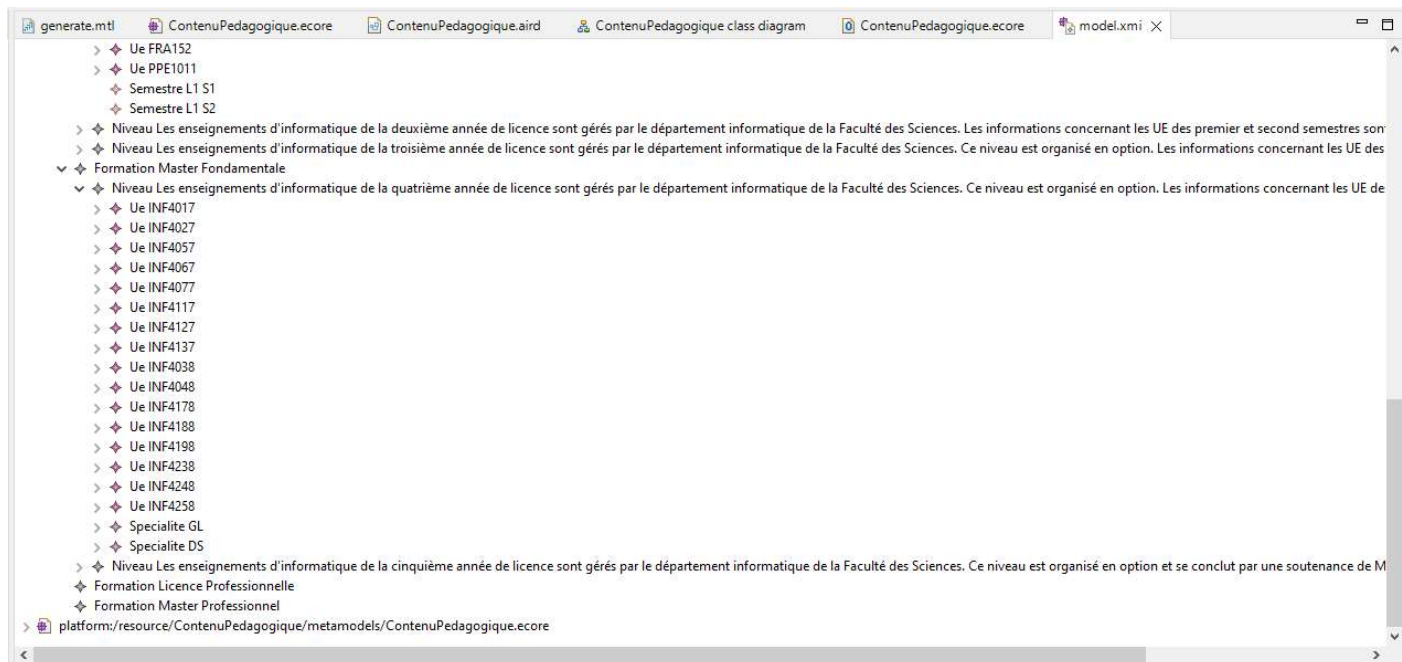 generate.mtl ContenuPedagogique.ecore ContenuPedagogique.aird ContenuPedagogique class diagram ContenuPedagogique.ecore model.xmi
Ue FRA152
Ue PPE1011
Semestre L1 S1
Semestre L1 S2
Niveau Les enseignements d'informatique de la deuxième année de licence sont gérés par le département informatique de la Faculté des Sciences. Les informations concernant les UE des premier et second semestres son
Niveau Les enseignements d'informatique de la troisième année de licence sont gérés par le département informatique de la Faculté des Sciences. Ce niveau est organisé en option. Les informations concernant les UE des
Formation Master Fondamentale
Niveau Les enseignements d'informatique de la quatrième année de licence sont gérés par le département informatique de la Faculté des Sciences. Ce niveau est organisé en option. Les informations concernant les UE de
Ue INF4017
Ue INF4027
Ue INF4057
Ue INF4067
Ue INF4077
Ue INF4117
Ue INF4127
Ue INF4137
Ue INF4038
Ue INF4048
Ue INF4178
Ue INF4188
Ue INF4198
Ue INF4238
Ue INF4248
Ue INF4258
Specialite GL
Specialite DS
Niveau Les enseignements d'informatique de la cinquième année de licence sont gérés par le département informatique de la Faculté des Sciences. Ce niveau est organisé en option et se conclut par une soutenance de M
Formation Licence Professionnelle
Formation Master Professionnel
platform:/resource/ContenuPedagogique/metamodels/ContenuPedagogique.ecore